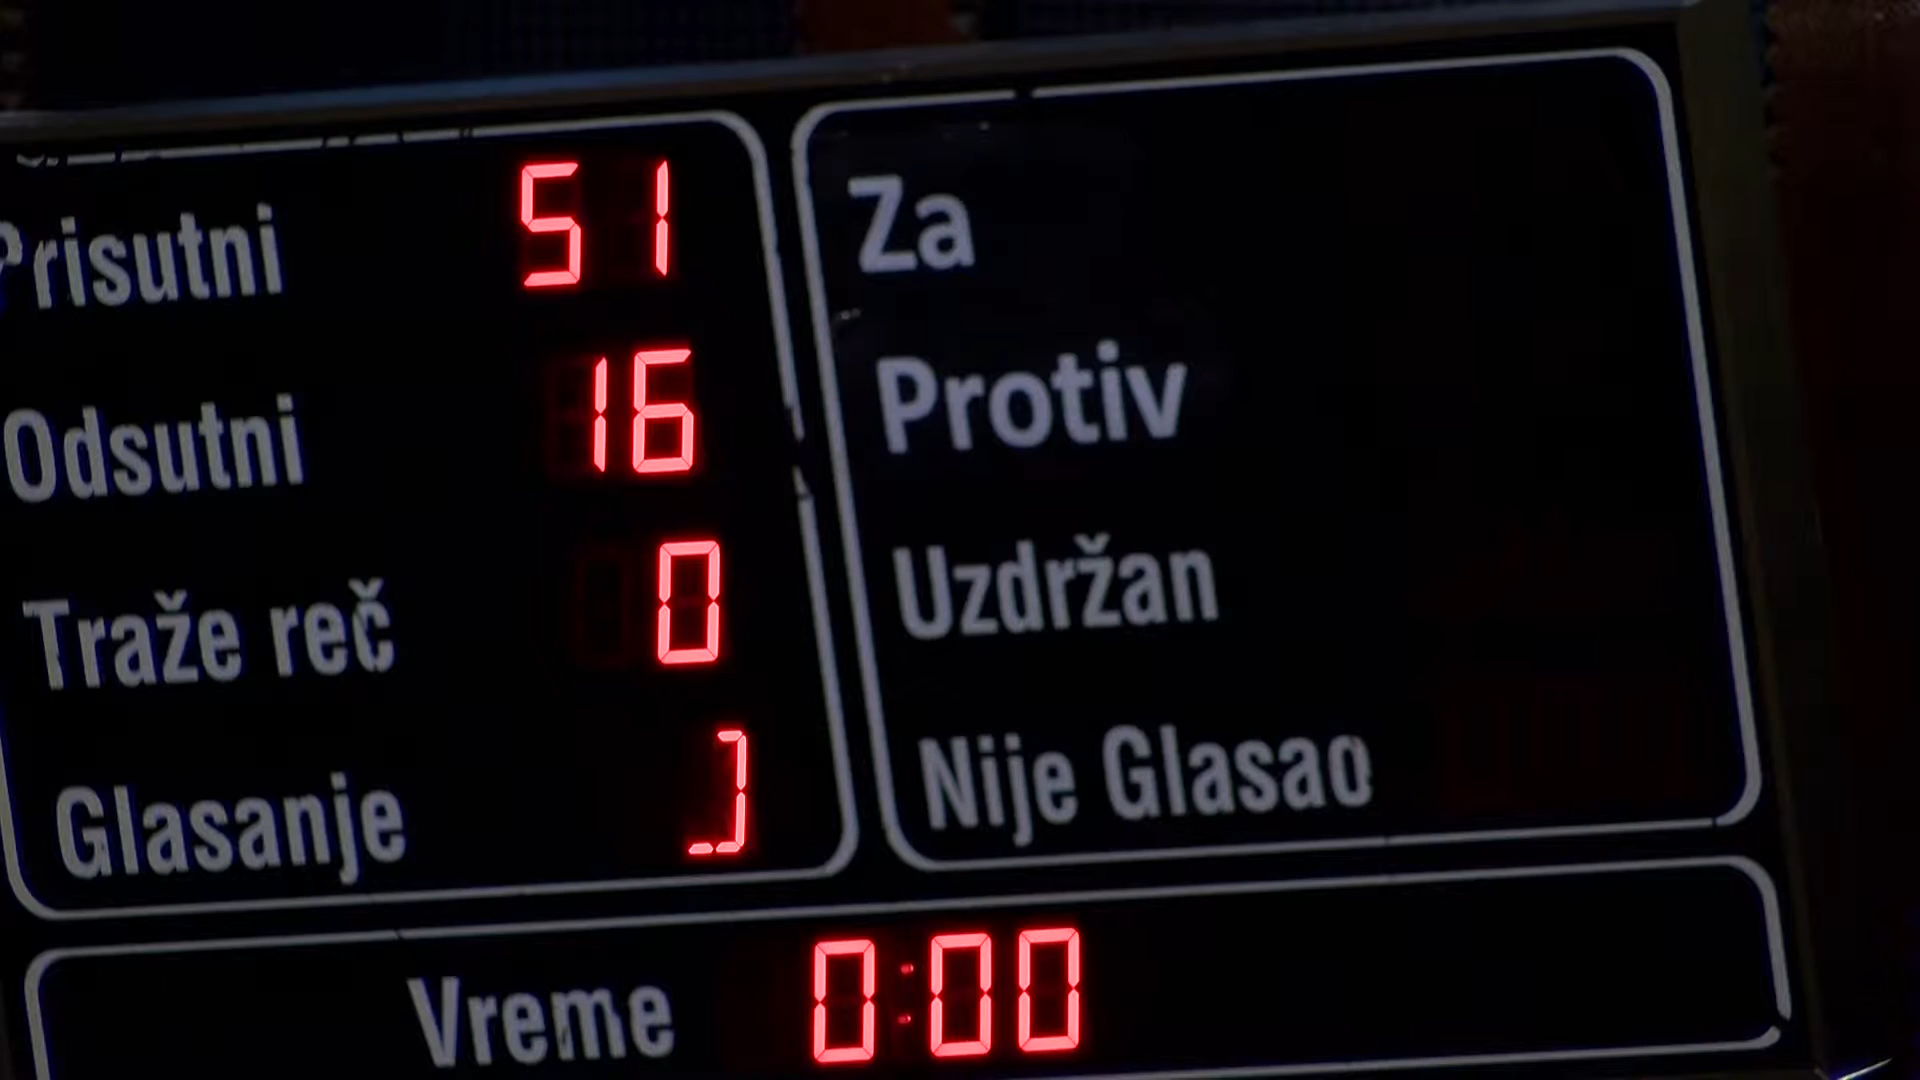 Prisutni 51
Odsutni 16
Traže reč 0
Glasanje
Za
Protiv
Uzdržan
Nije Glasao
Vreme 0:00